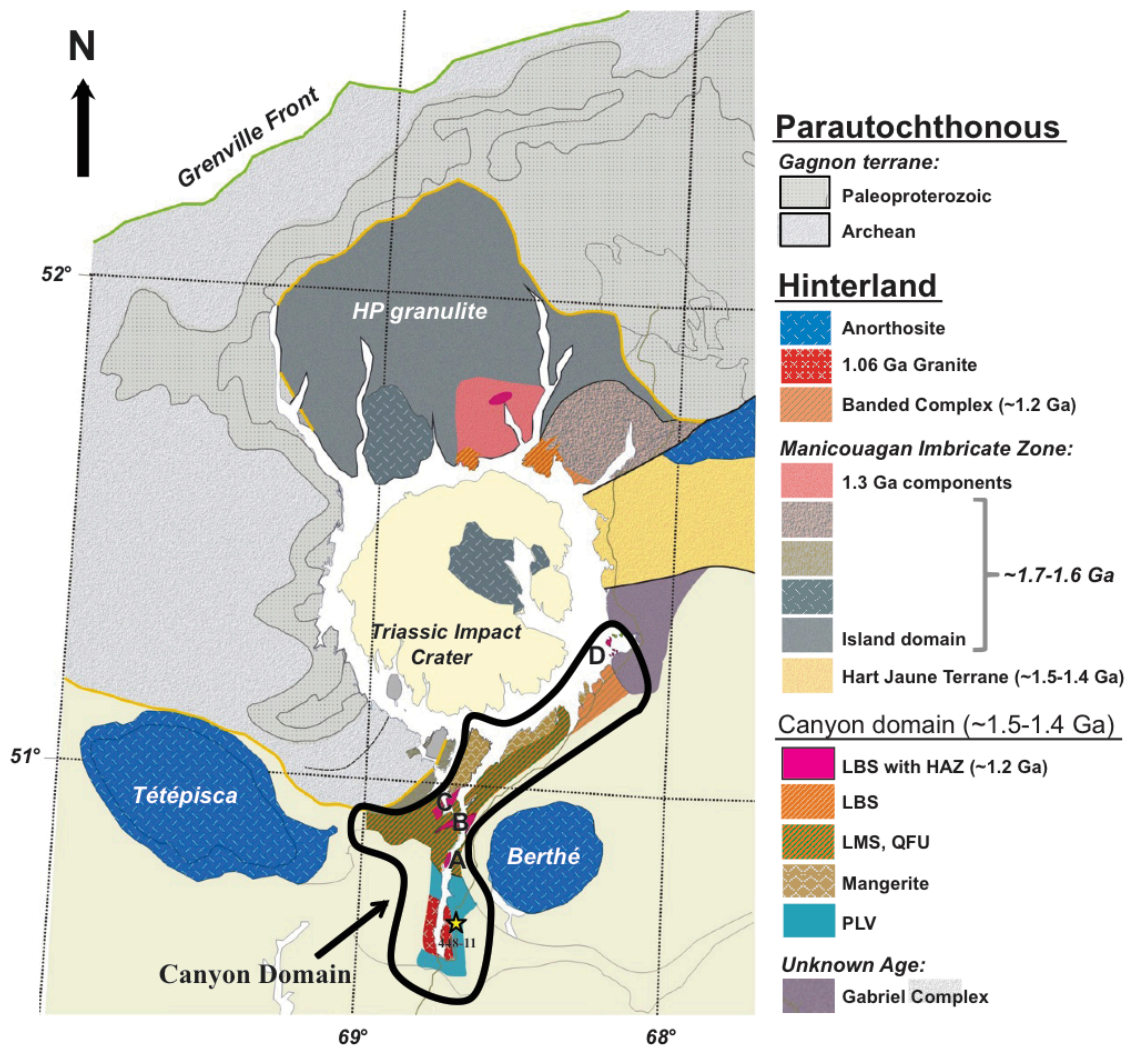 N
Grenville Front
52°
HP granulite
Triassic Impact
Crater
D
51°
Tétépisca
C
B
A
Berthé
448-11
Canyon Domain
69°
68°
Parautochthonous
Gagnon terrane:
Paleoproterozoic
Archean
Hinterland
Anorthosite
1.06 Ga Granite
Banded Complex (~1.2 Ga)
Manicouagan Imbricate Zone:
1.3 Ga components
~1.7-1.6 Ga
Island domain
Hart Jaune Terrane (~1.5-1.4 Ga)
Canyon domain (~1.5-1.4 Ga)
LBS with HAZ (~1.2 Ga)
LBS
LMS, QFU
Mangerite
PLV
Unknown Age:
Gabriel Complex